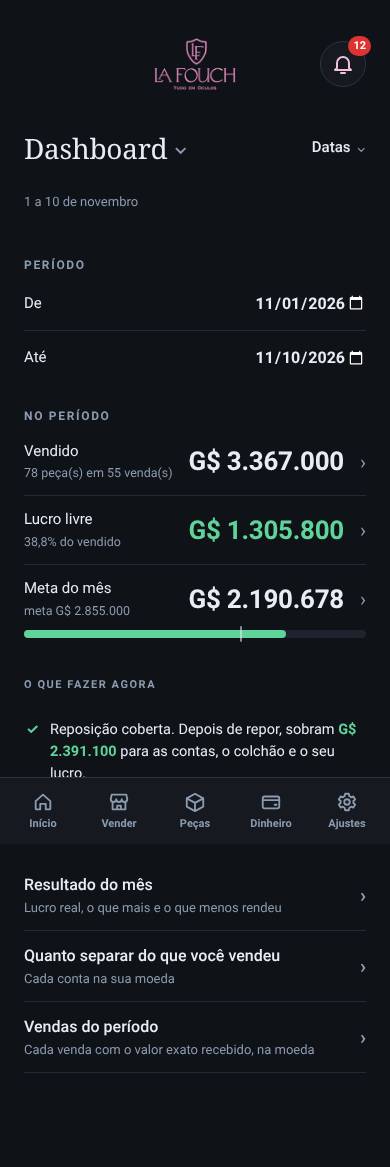 12
LF
LA FOUCH
TUDO EM ÓCULOS
Dashboard
Datas
1 a 10 de novembro
PERÍODO
De
11/01/2026
Até
11/10/2026
NO PERÍODO
Vendido
G$ 3.367.000
78 peça(s) em 55 venda(s)
Lucro livre
G$ 1.305.800
38,8% do vendido
Meta do mês
G$ 2.190.678
meta G$ 2.855.000
O QUE FAZER AGORA
Reposição coberta. Depois de repor, sobram G$
2.391.100 para as contas, o colchão e o seu
lucro.
Início
Vender
Peças
Dinheiro
Ajustes
Resultado do mês
Lucro real, o que mais e o que menos rendeu
Quanto separar do que você vendeu
Cada conta na sua moeda
Vendas do período
Cada venda com o valor exato recebido, na moeda